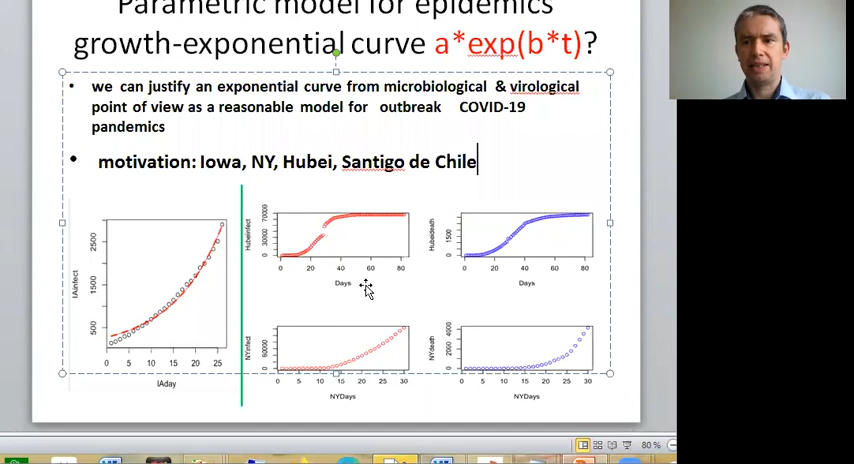 Parametric model for epidemics
growth-exponential curve a*exp(b*t)?
• we can justify an exponential curve from microbiological & virological
point of view as a reasonable model for outbreak COVID-19
pandemics
• motivation: Iowa, NY, Hubei, Santigo de Chile
IAinfect
500 1500 2500
0 5 10 15 20 25
IAday
Hubeiinfect
0 30000 70000
0 20 40 60 80
Days
Hubeideath
0 1500
0 20 40 60 80
Days
NYinfect
0 60000
0 5 10 15 20 25 30
NYDays
NYdeath
0 2000 4000
0 5 10 15 20 25 30
NYDays
80 %